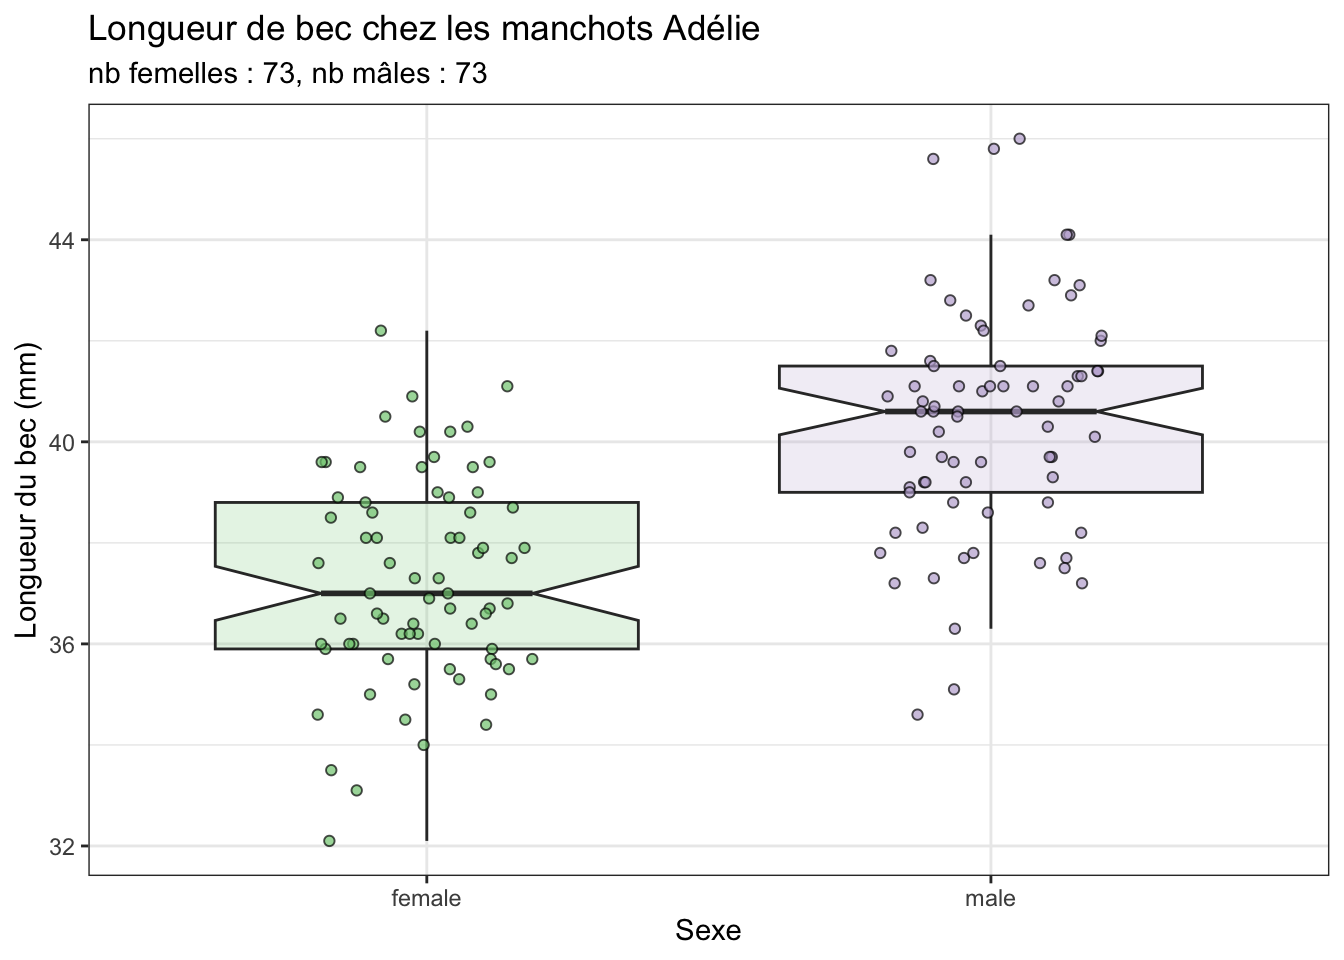 Longueur de bec chez les manchots Adélie
nb femelles : 73, nb mâles : 73
Longueur du bec (mm)
44
40
36
32
female
male
Sexe